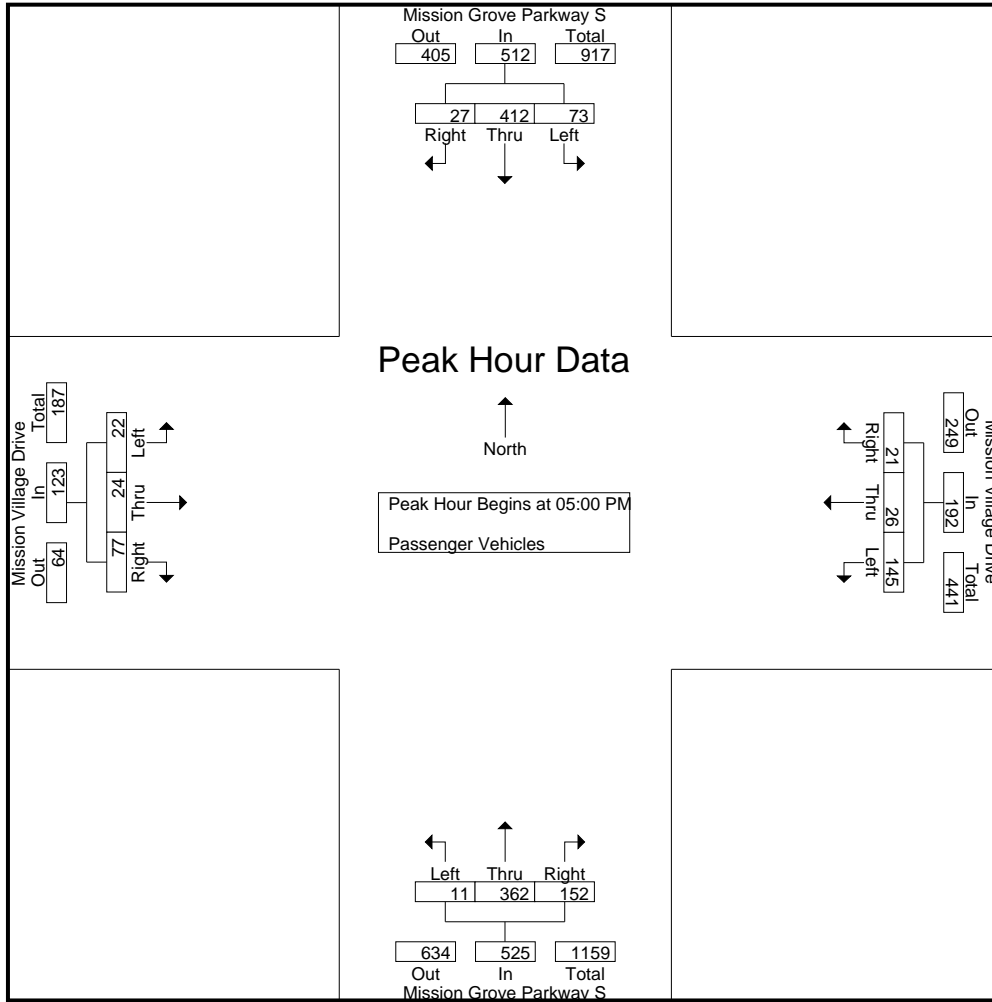 Mission Grove Parkway S
Out In Total
405 512 917
27 412 73
Right Thru Left
Peak Hour Data
North
Peak Hour Begins at 05:00 PM
Passenger Vehicles
Mission Village Drive
Total In Out
187 123 64
22 24 77
Left Thru Right
Mission Village Drive
Out In Total
249 192 441
21 26 145
Right Thru Left
Left Thru Right
11 362 152
634 525 1159
Out In Total
Mission Grove Parkway S